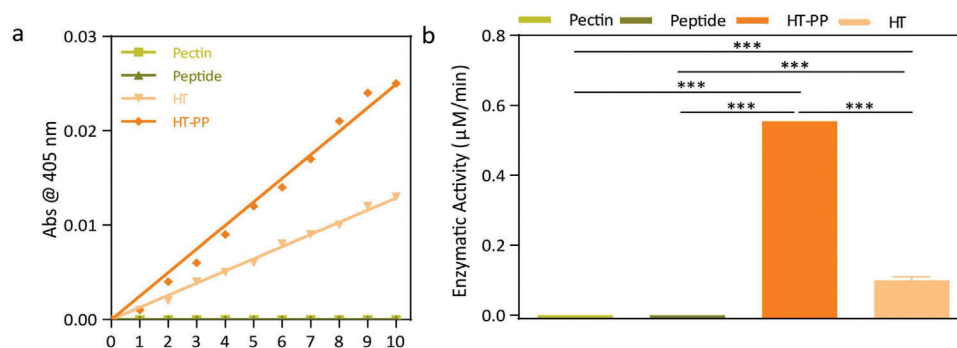 a
Abs @ 405 nm
0.03
0.02
0.01
0.00
Pectin
Peptide
HT
HT-PP
0 1 2 3 4 5 6 7 8 9 10
b
Pectin Peptide HT-PP HT
Enzymatic Activity (µM/min)
0.8
0.6
0.4
0.2
0.0
***
***
***
*** ***